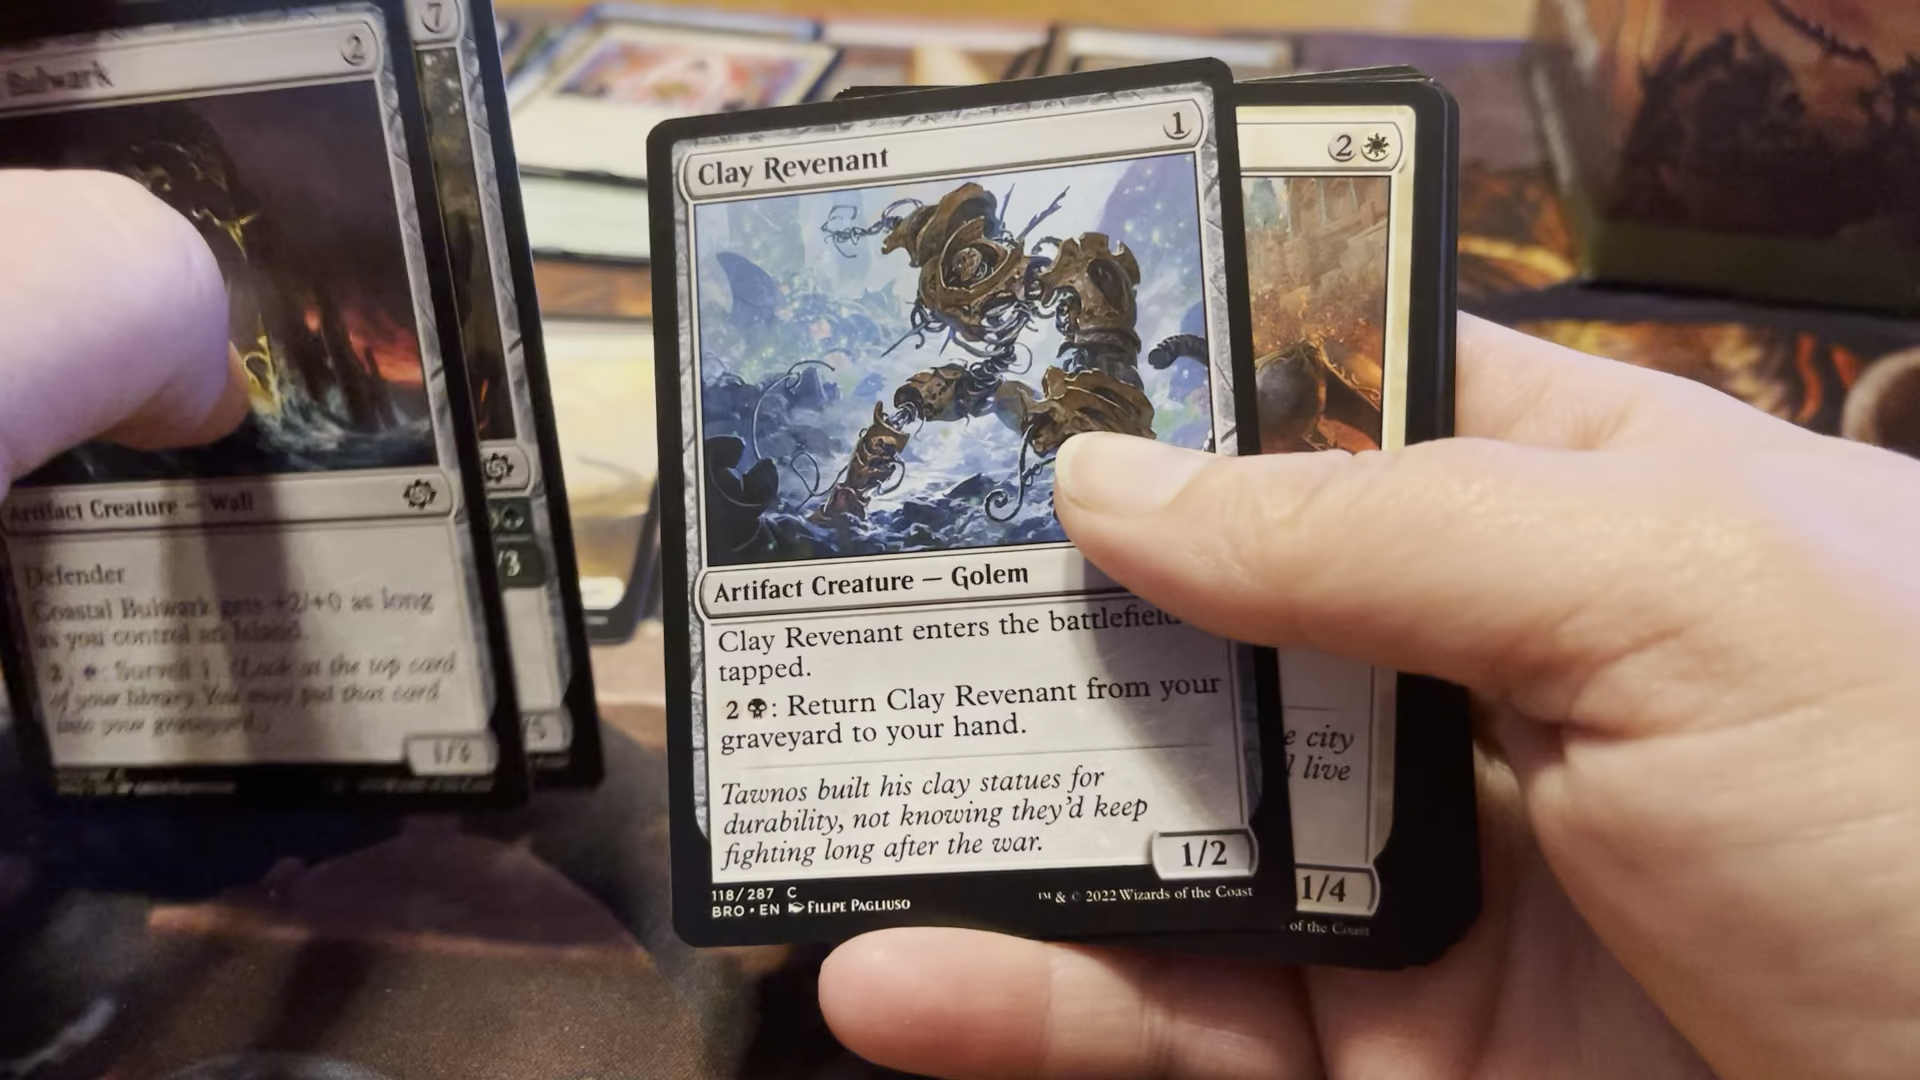 Bulwark
2
7
Artifact Creature — Wall
Defender
Coastal Bulwark gets +2/+0 as long
as you control an Island.
2, : Surveil 1. (Look at the top card
of your library. You may put that card
into your graveyard.)
/3
/5
Clay Revenant
1
Artifact Creature — Golem
Clay Revenant enters the battlefield
tapped.
2 : Return Clay Revenant from your
graveyard to your hand.
Tawnos built his clay statues for
durability, not knowing they'd keep
fighting long after the war.
1/2
118/287 C
BRO • EN FILIPE PAGLIUSO
™ & © 2022 Wizards of the Coast
2
e city
l live
1/4
of the Coast